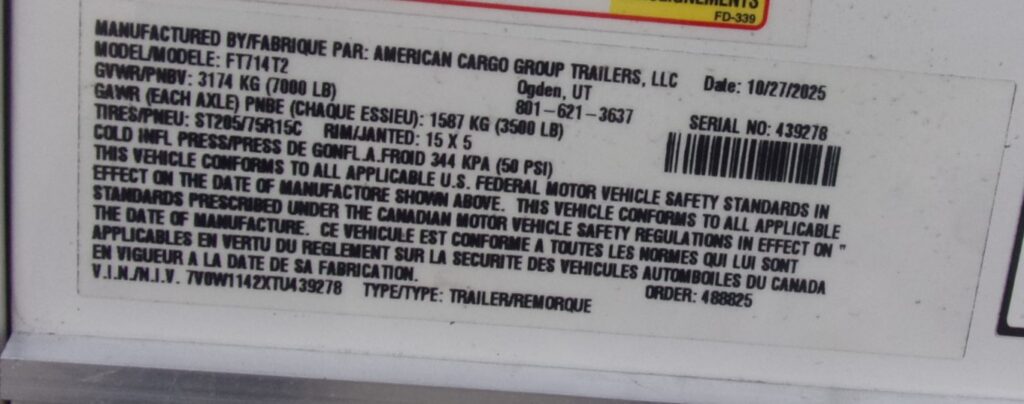 FD-339
MANUFACTURED BY/FABRIQUE PAR: AMERICAN CARGO GROUP TRAILERS, LLC Date: 10/27/2025
MODEL/MODELE: FT714T2 Ogden, UT
GVWR/PNBV: 3174 KG (7000 LB) 801-621-3637
GAWR (EACH AXLE) PNBE (CHAQUE ESSIEU): 1587 KG (3500 LB) SERIAL NO: 439278
TIRES/PNEU: ST205/75R15C RIM/JANTED: 15 X 5
COLD INFL PRESS/PRESS DE GONFL.A.FROID 344 KPA (50 PSI)
THIS VEHICLE CONFORMS TO ALL APPLICABLE U.S. FEDERAL MOTOR VEHICLE SAFETY STANDARDS IN
EFFECT ON THE DATE OF MANUFACTORE SHOWN ABOVE. THIS VEHICLE CONFORMS TO ALL APPLICABLE
STANDARDS PRESCRIBED UNDER THE CANADIAN MOTOR VEHICLE SAFETY REGULATIONS IN EFFECT ON "
THE DATE OF MANUFACTURE. CE VEHICULE EST CONFORME A TOUTES LES NORMES QUI LUI SONT
APPLICABLES EN VERTU DU REGLEMENT SUR LA SECURITE DES VEHICULES AUTOMBOILES DU CANADA
EN VIGUEUR A LA DATE DE SA FABRICATION. ORDER: 488825
V.I.N./N.I.V. 7V0W1142XTU439278 TYPE/TYPE: TRAILER/REMORQUE